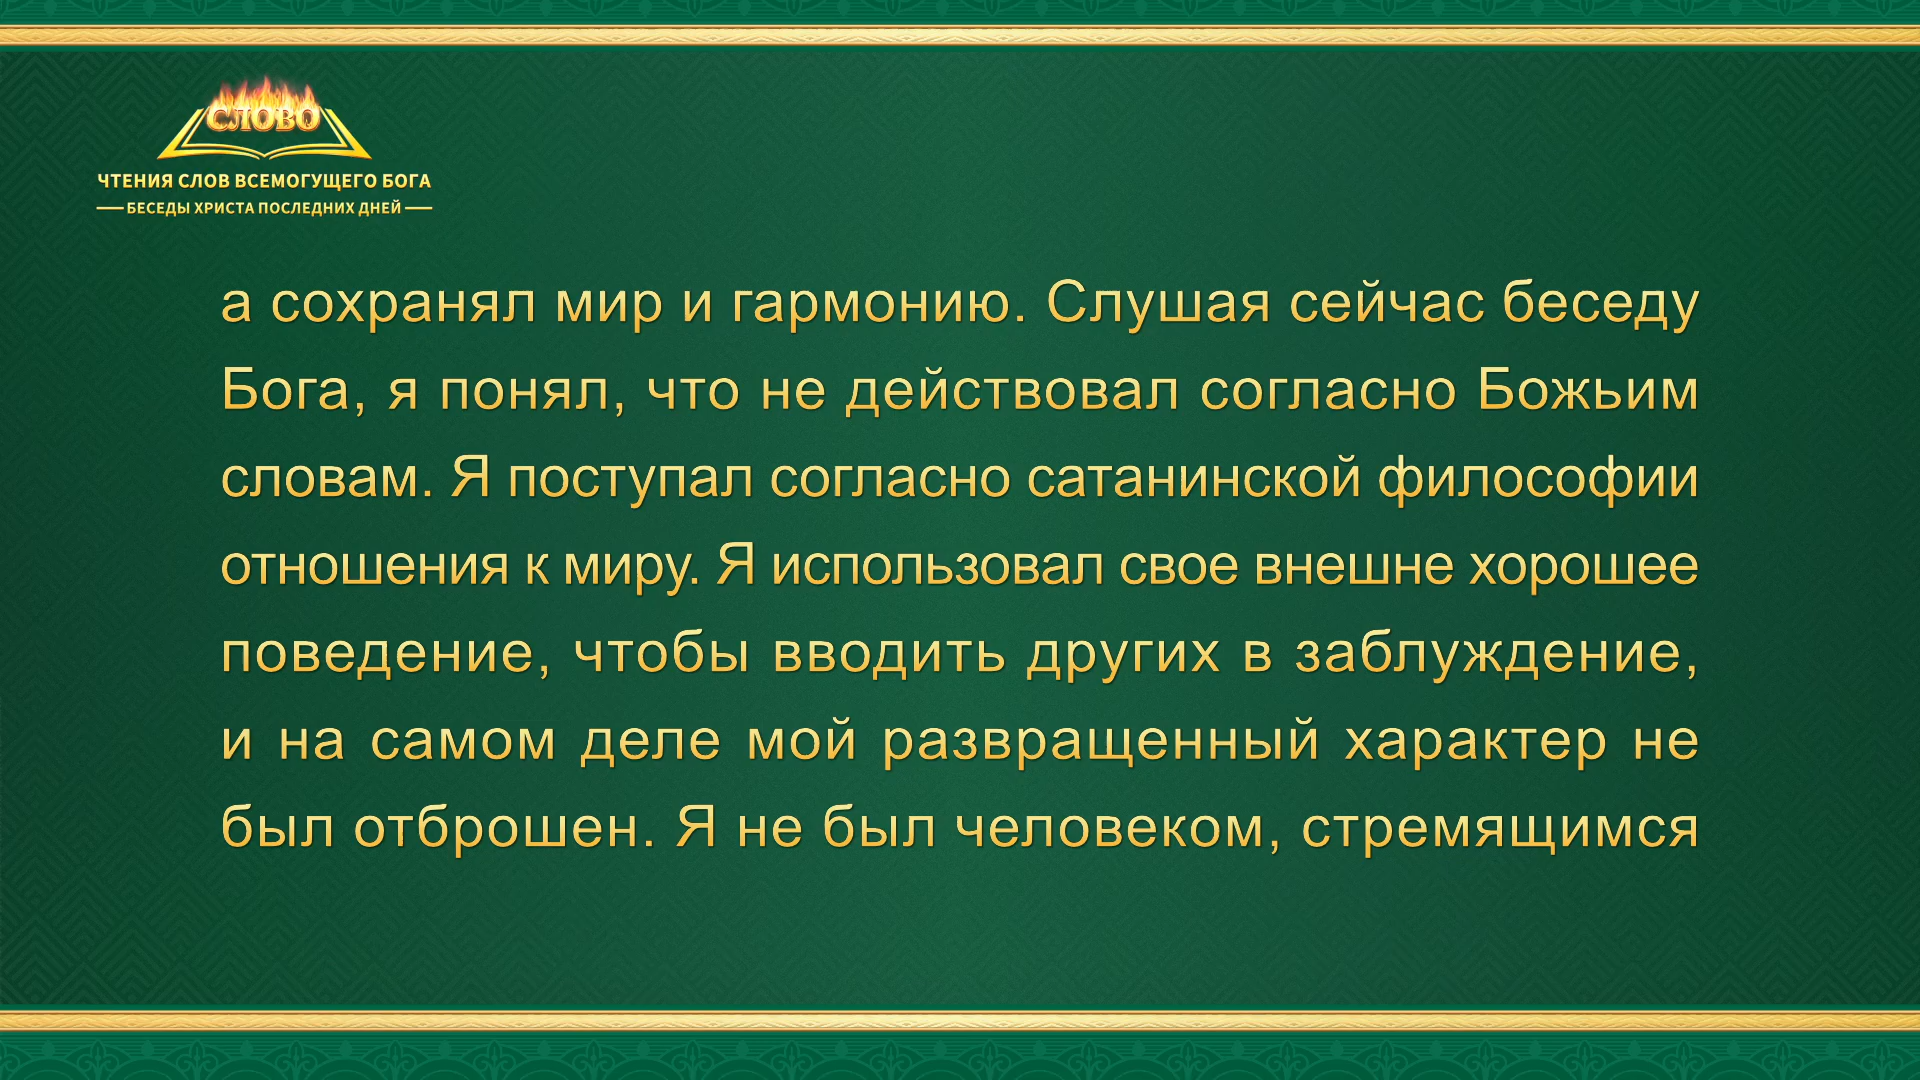 СЛОВО
ЧТЕНИЯ СЛОВ ВСЕМОГУЩЕГО БОГА
БЕСЕДЫ ХРИСТА ПОСЛЕДНИХ ДНЕЙ
а сохранял мир и гармонию. Слушая сейчас беседу
Бога, я понял, что не действовал согласно Божьим
словам. Я поступал согласно сатанинской философии
отношения к миру. Я использовал свое внешне хорошее
поведение, чтобы вводить других в заблуждение,
и на самом деле мой развращенный характер не
был отброшен. Я не был человеком, стремящимся